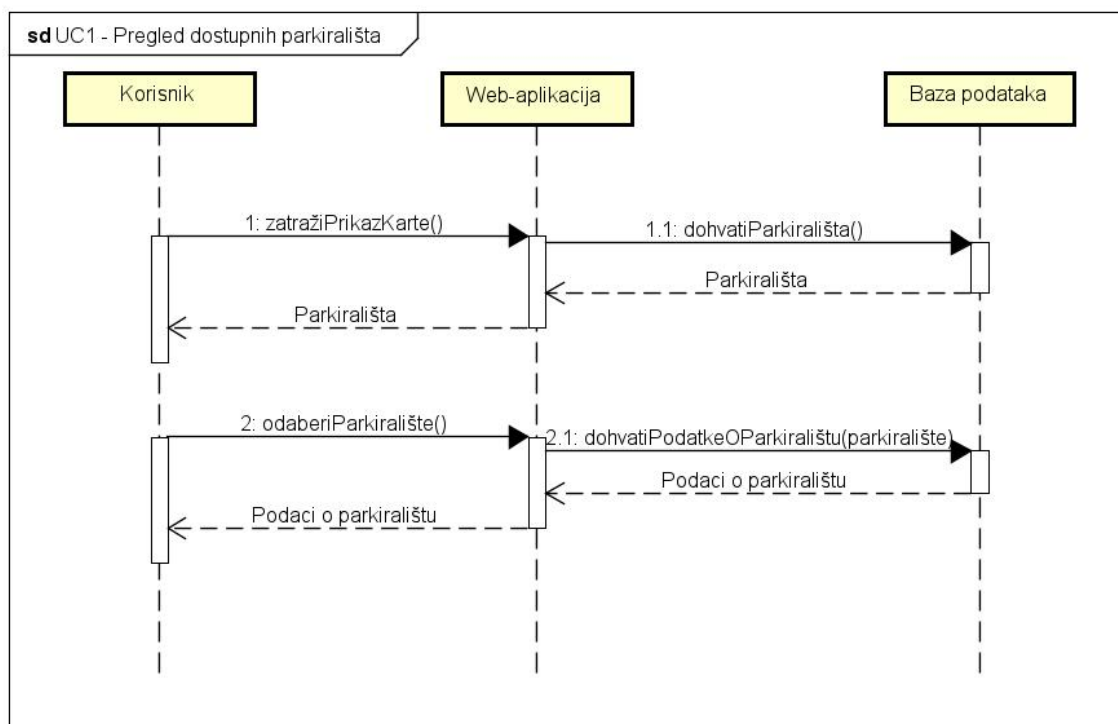 sd UC1 - Pregled dostupnih parkirališta
Korisnik
Web-aplikacija
Baza podataka
1: zatražiPrikazKarte()
1.1: dohvatiParkirališta()
Parkirališta
Parkirališta
2: odaberiParkiralište()
2.1: dohvatiPodatkeOParkiralištu(parkiralište)
Podaci o parkiralištu
Podaci o parkiralištu